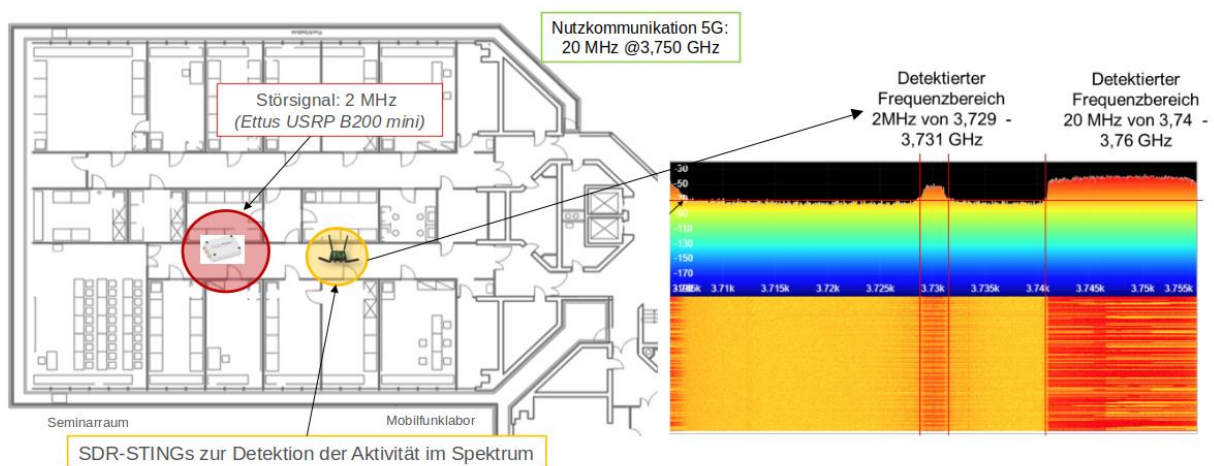 Nutzkommunikation 5G:
20 MHz @3,750 GHz
Störsignal: 2 MHz
(Ettus USRP B200 mini)
Detektierter
Frequenzbereich
2MHz von 3,729 -
3,731 GHz
Detektierter
Frequenzbereich
20 MHz von 3,74 -
3,76 GHz
-50
-90
-110
-130
-150
-170
3.71k 3.715k 3.72k 3.725k 3.73k 3.735k 3.74k 3.745k 3.75k 3.755k
Seminarraum
Mobilfunklabor
SDR-STINGs zur Detektion der Aktivität im Spektrum